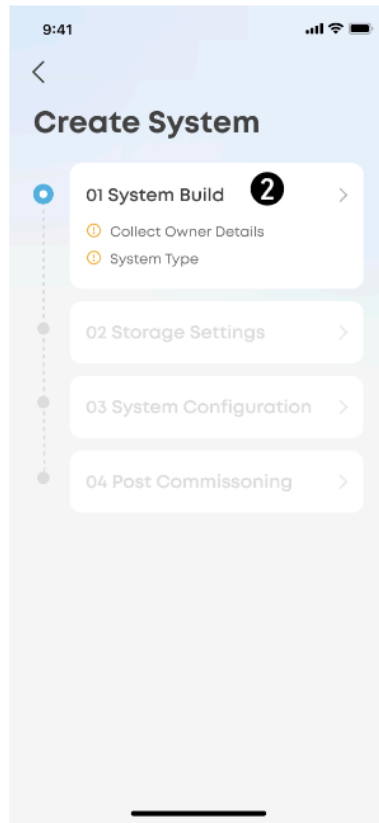 9:41
Create System
01 System Build 2
Collect Owner Details
System Type
02 Storage Settings
03 System Configuration
04 Post Commissoning